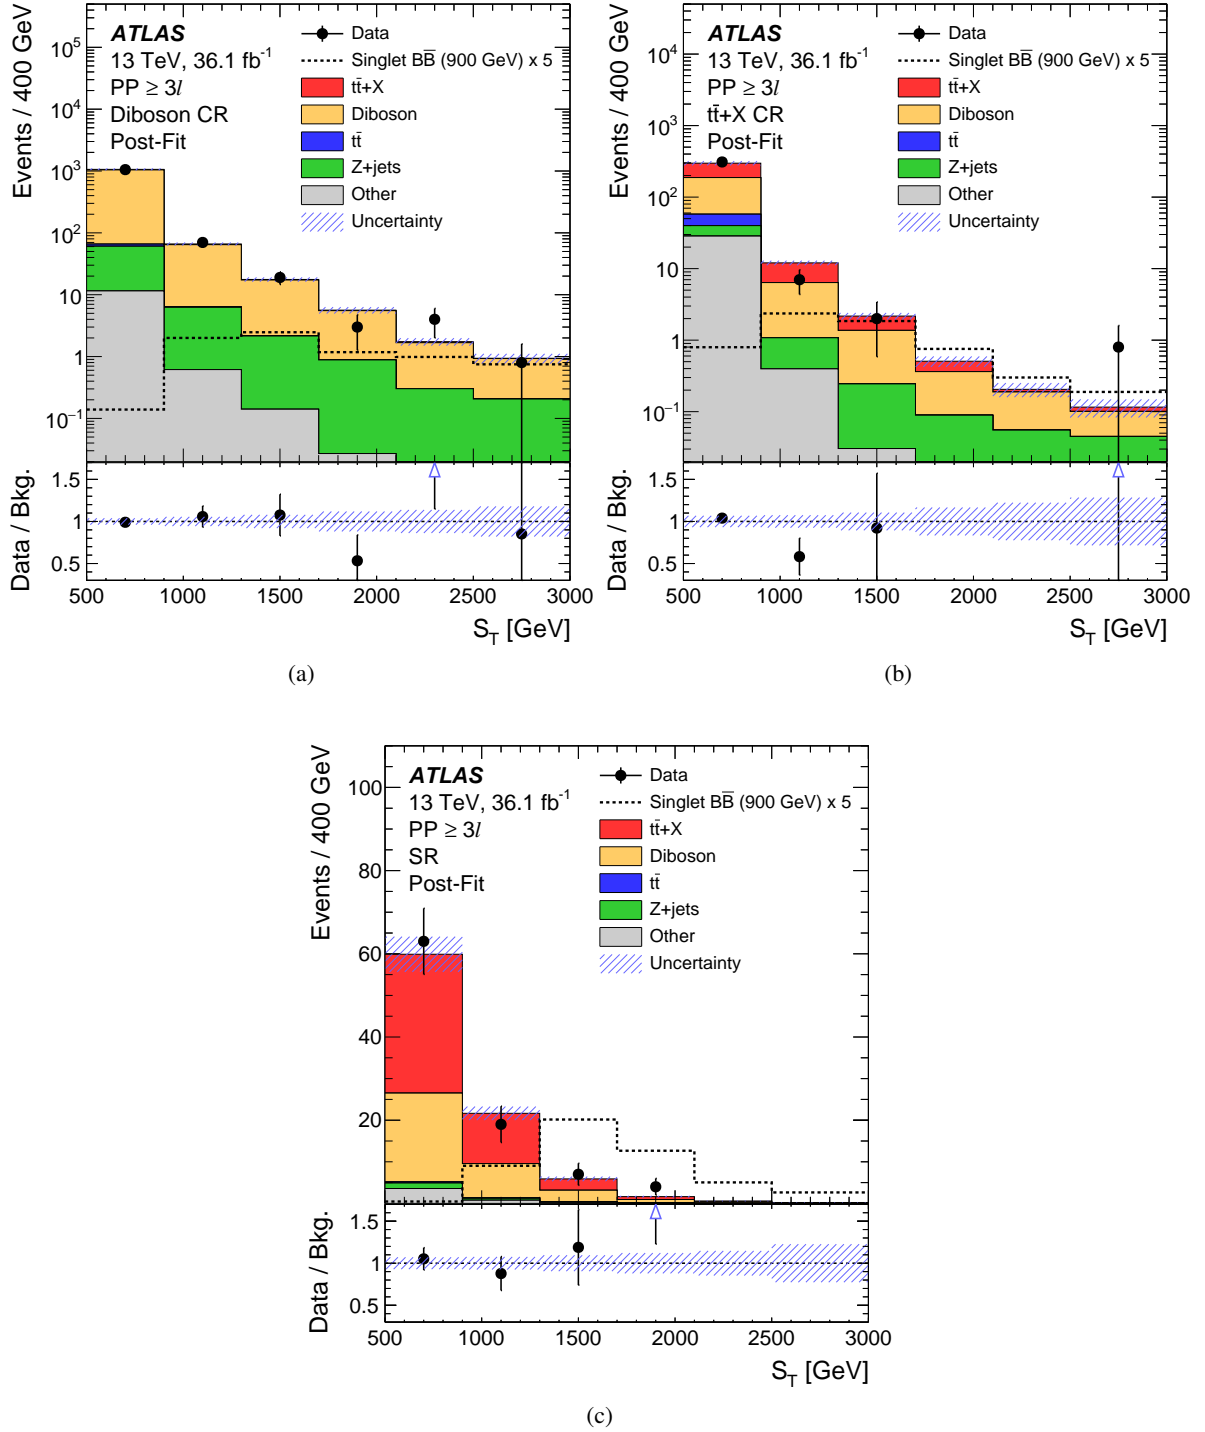 Events / 400 GeV
ATLAS
13 TeV, 36.1 fb⁻¹
PP ≥ 3l
Diboson CR
Post-Fit
Data
Singlet BB̅ (900 GeV) x 5
tt̄+X
Diboson
tt̄
Z+jets
Other
Uncertainty
10⁵
10⁴
10³
10²
10
1
10⁻¹
Data / Bkg.
1.5
1
0.5
500 1000 1500 2000 2500 3000
S_T [GeV]
(a)
Events / 400 GeV
ATLAS
13 TeV, 36.1 fb⁻¹
PP ≥ 3l
tt̄+X CR
Post-Fit
Data
Singlet BB̅ (900 GeV) x 5
tt̄+X
Diboson
tt̄
Z+jets
Other
Uncertainty
10⁴
10³
10²
10
1
10⁻¹
Data / Bkg.
1.5
1
0.5
500 1000 1500 2000 2500 3000
S_T [GeV]
(b)
Events / 400 GeV
ATLAS
13 TeV, 36.1 fb⁻¹
PP ≥ 3l
SR
Post-Fit
Data
Singlet BB̅ (900 GeV) x 5
tt̄+X
Diboson
tt̄
Z+jets
Other
Uncertainty
100
80
60
40
20
Data / Bkg.
1.5
1
0.5
500 1000 1500 2000 2500 3000
S_T [GeV]
(c)